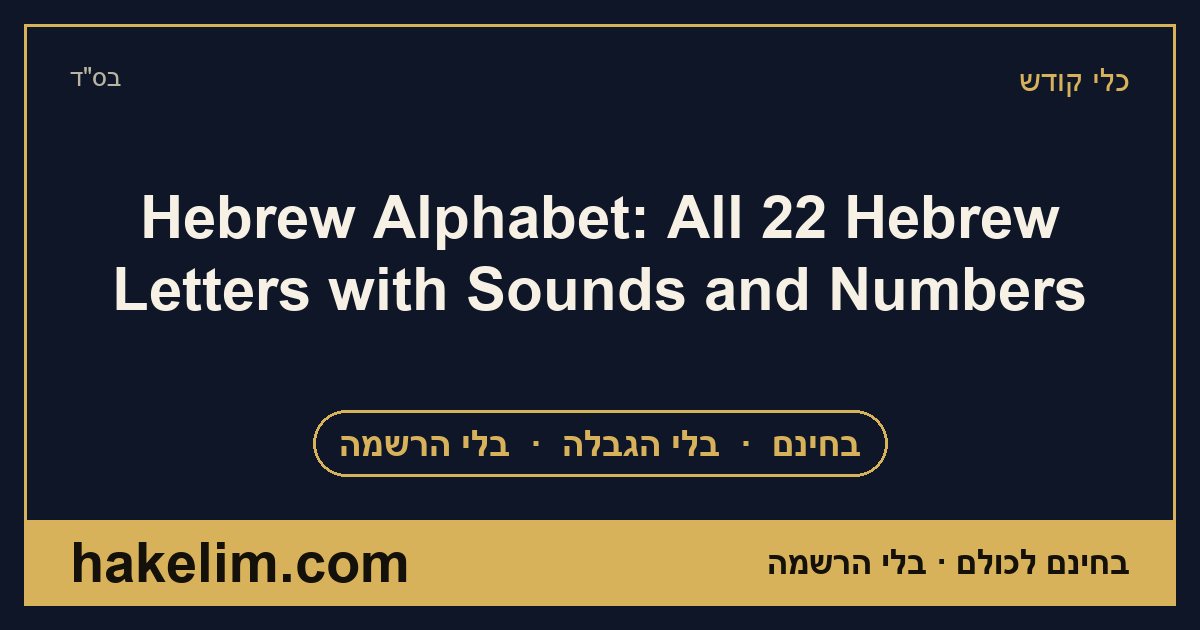 כלי קודש
בס"ד
Hebrew Alphabet: All 22 Hebrew
Letters with Sounds and Numbers
בחינם · בלי הגבלה · בלי הרשמה
hakelim.com
בחינם לכולם · בלי הרשמה